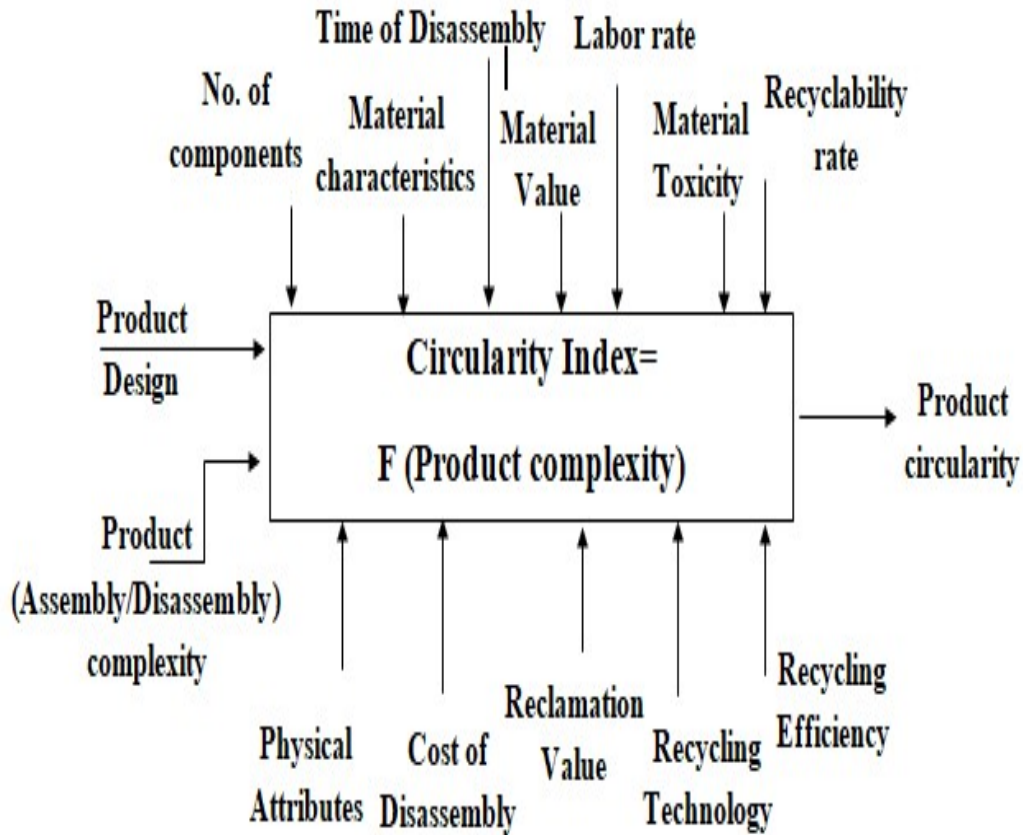 Time of Disassembly
Labor rate
No. of
components
Material
characteristics
Material
Value
Material
Toxicity
Recyclability
rate
Product
Design
Circularity Index=
F (Product complexity)
Product
circularity
Product
(Assembly/Disassembly)
complexity
Physical
Attributes
Cost of
Disassembly
Reclamation
Value
Recycling
Technology
Recycling
Efficiency